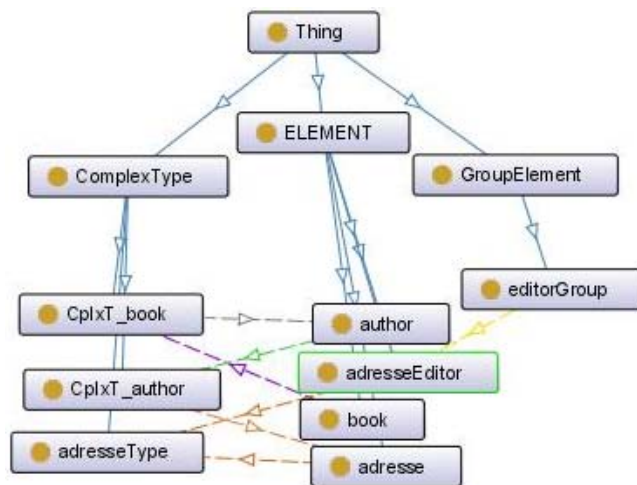 Thing
ELEMENT
ComplexType
GroupElement
editorGroup
CplxT_book
author
adresseEditor
CplxT_author
book
adresseType
adresse